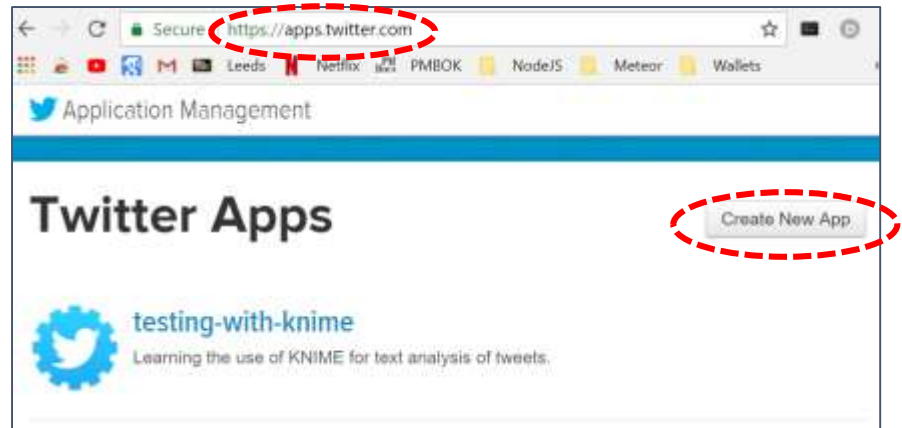 Secure https://apps.twitter.com
Leeds Netflix PMBOK NodeJS Meteor Wallets
Application Management
Twitter Apps
Create New App
testing-with-knime
Learning the use of KNIME for text analysis of tweets.